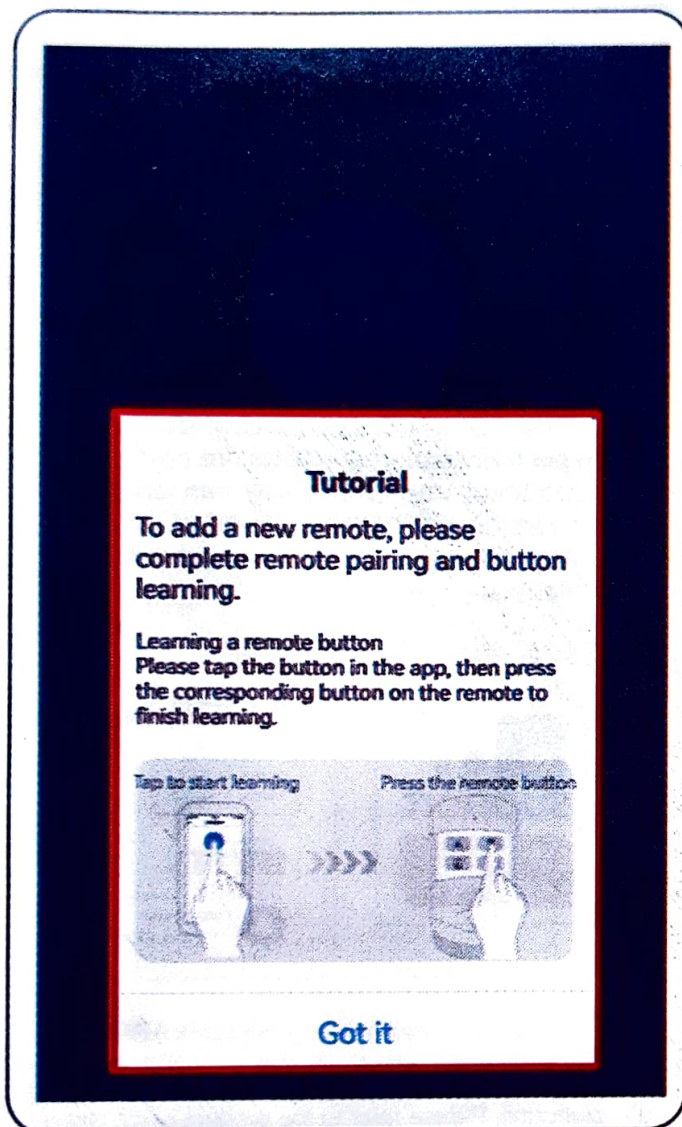 Tutorial
To add a new remote, please
complete remote pairing and button
learning.
Learning a remote button
Please tap the button in the app, then press
the corresponding button on the remote to
finish learning.
Tap to start learning
Press the remote button
Got it